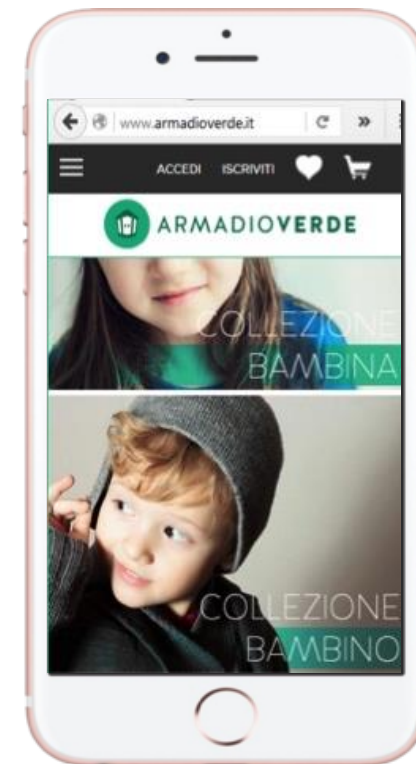 www.armadioverde.it
ACCEDI ISCRIVITI
ARMADIOVERDE
COLLEZIONE
BAMBINA
COLLEZIONE
BAMBINO